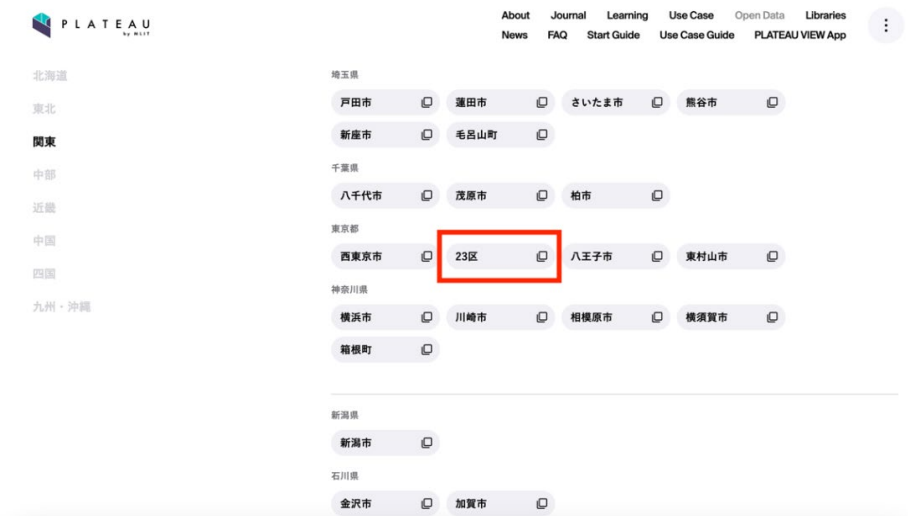 PLATEAU
by MLIT
About Journal Learning Use Case Open Data Libraries
News FAQ Start Guide Use Case Guide PLATEAU VIEW App
北海道
東北
関東
中部
近畿
中国
四国
九州・沖縄
埼玉県
戸田市 蓮田市 さいたま市 熊谷市
新座市 毛呂山町
千葉県
八千代市 茂原市 柏市
東京都
西東京市 23区 八王子市 東村山市
神奈川県
横浜市 川崎市 相模原市 横須賀市
箱根町
新潟県
新潟市
石川県
金沢市 加賀市